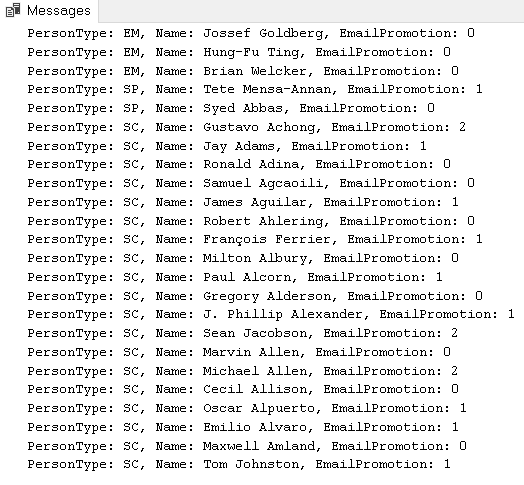 Messages
PersonType: EM, Name: Jossef Goldberg, EmailPromotion: 0
PersonType: EM, Name: Hung-Fu Ting, EmailPromotion: 0
PersonType: EM, Name: Brian Welcker, EmailPromotion: 0
PersonType: SP, Name: Tete Mensa-Annan, EmailPromotion: 1
PersonType: SP, Name: Syed Abbas, EmailPromotion: 0
PersonType: SC, Name: Gustavo Achong, EmailPromotion: 2
PersonType: SC, Name: Jay Adams, EmailPromotion: 1
PersonType: SC, Name: Ronald Adina, EmailPromotion: 0
PersonType: SC, Name: Samuel Agcaoili, EmailPromotion: 0
PersonType: SC, Name: James Aguilar, EmailPromotion: 1
PersonType: SC, Name: Robert Ahlering, EmailPromotion: 0
PersonType: SC, Name: François Ferrier, EmailPromotion: 1
PersonType: SC, Name: Milton Albury, EmailPromotion: 0
PersonType: SC, Name: Paul Alcorn, EmailPromotion: 1
PersonType: SC, Name: Gregory Alderson, EmailPromotion: 0
PersonType: SC, Name: J. Phillip Alexander, EmailPromotion: 1
PersonType: SC, Name: Sean Jacobson, EmailPromotion: 2
PersonType: SC, Name: Marvin Allen, EmailPromotion: 0
PersonType: SC, Name: Michael Allen, EmailPromotion: 2
PersonType: SC, Name: Cecil Allison, EmailPromotion: 0
PersonType: SC, Name: Oscar Alpuerto, EmailPromotion: 1
PersonType: SC, Name: Emilio Alvaro, EmailPromotion: 1
PersonType: SC, Name: Maxwell Amland, EmailPromotion: 0
PersonType: SC, Name: Tom Johnston, EmailPromotion: 1